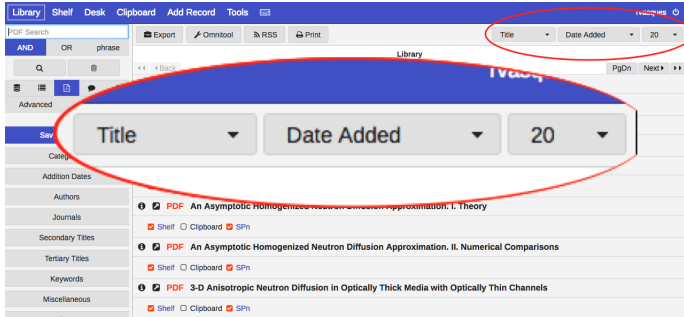 Library Shelf Desk Clipboard Add Record Tools
IVasques
PDF Search
Export Omnitool RSS Print
Title Date Added 20
AND OR phrase
Library
Back
PgDn Next
Advanced
Title Date Added 20
Addition Dates
Authors
Journals
Secondary Titles
Tertiary Titles
Keywords
Miscellaneous
PDF An Asymptotic Homogenized Neutron Diffusion Approximation. I. Theory
Shelf Clipboard SPn
PDF An Asymptotic Homogenized Neutron Diffusion Approximation. II. Numerical Comparisons
Shelf Clipboard SPn
PDF 3-D Anisotropic Neutron Diffusion in Optically Thick Media with Optically Thin Channels
Shelf Clipboard SPn